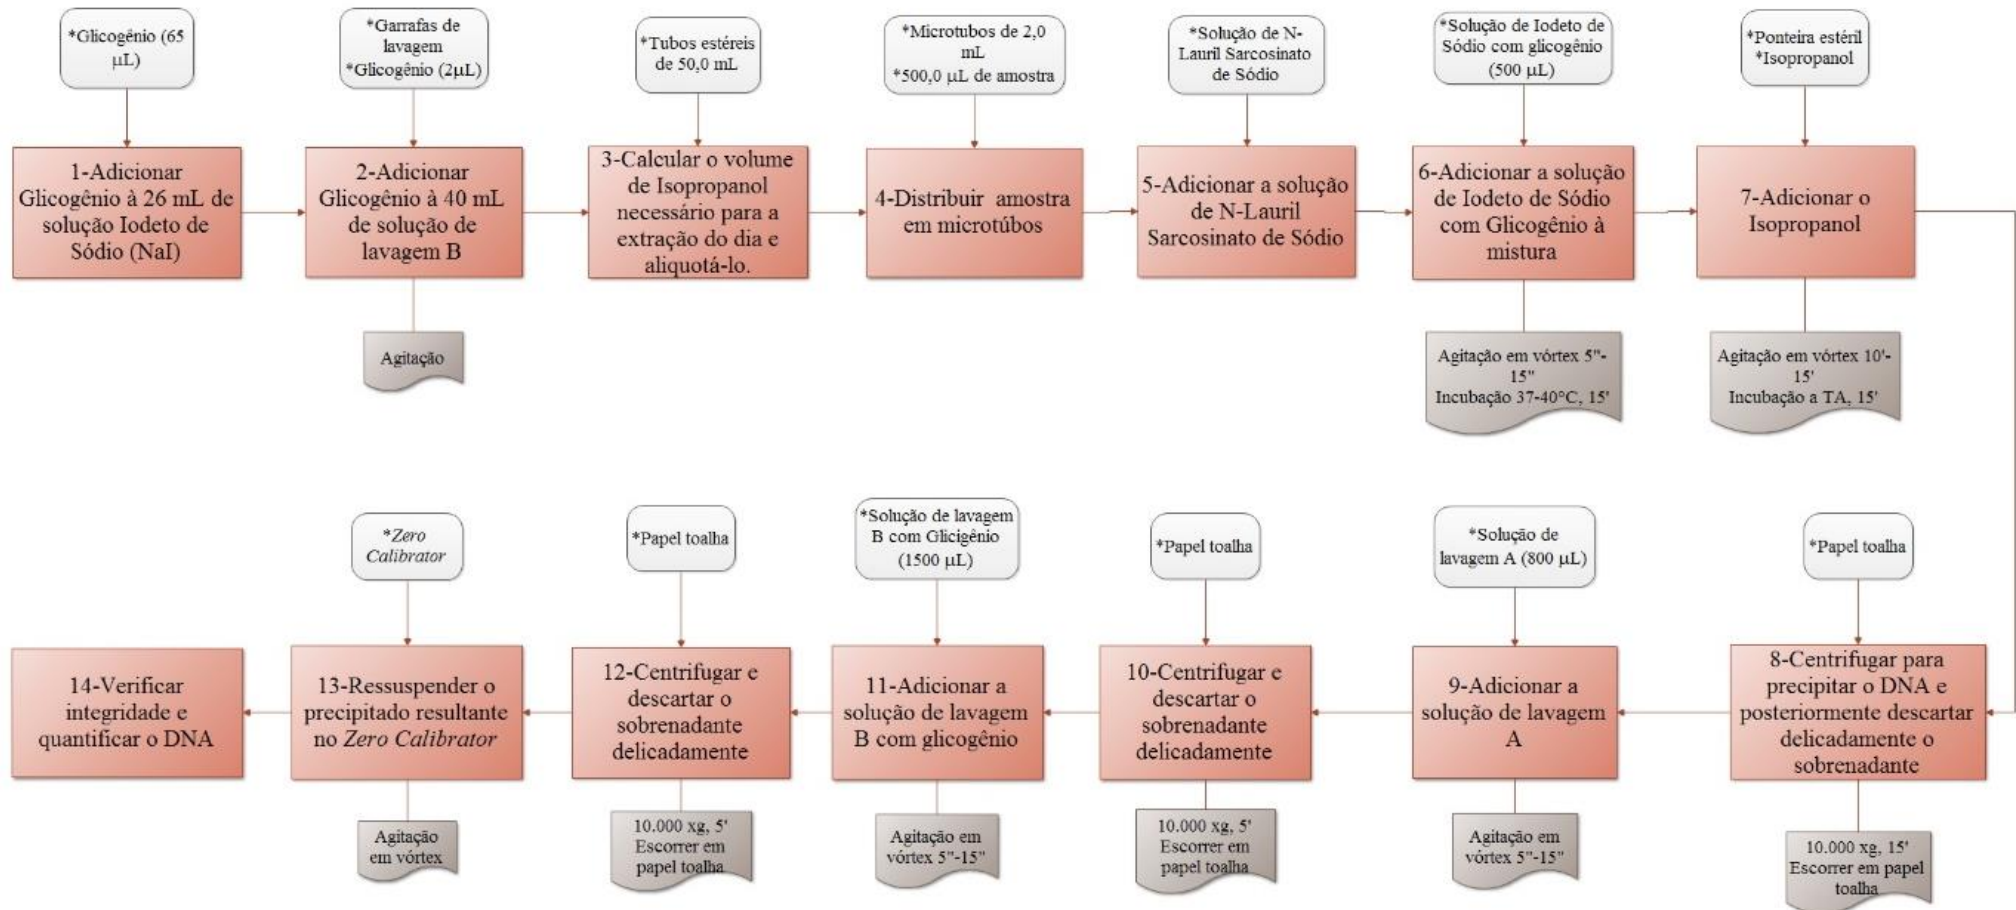 *Glicogênio (65
μL)
*Garrafas de
lavagem
*Glicogênio (2μL)
*Tubos estéreis
de 50,0 mL
*Microtubos de 2,0
mL
*500,0 μL de amostra
*Solução de N-
Lauril Sarcosinato
de Sódio
*Solução de Iodeto de
Sódio com glicogênio
(500 μL)
*Ponteira estéril
*Isopropanol
1-Adicionar
Glicogênio à 26 mL de
solução Iodeto de
Sódio (NaI)
2-Adicionar
Glicogênio à 40 mL
de solução de
lavagem B
3-Calcular o volume
de Isopropanol
necessário para a
extração do dia e
aliquotá-lo.
4-Distribuir amostra
em microtúbos
5-Adicionar a solução
de N-Lauril
Sarcosinato de Sódio
6-Adicionar a solução
de Iodeto de Sódio
com Glicogênio à
mistura
7-Adicionar o
Isopropanol
Agitação
Agitação em vórtex 5"-
15"
Incubação 37-40°C, 15'
Agitação em vórtex 10'-
15'
Incubação a TA, 15'
*Zero
Calibrator
*Papel toalha
*Solução de lavagem
B com Glicigênio
(1500 μL)
*Papel toalha
*Solução de
lavagem A (800 μL)
*Papel toalha
14-Verificar
integridade e
quantificar o DNA
13-Ressuspender o
precipitado resultante
no Zero Calibrator
12-Centrifugar e
descartar o
sobrenadante
delicadamente
11-Adicionar a
solução de lavagem
B com glicogênio
10-Centrifugar e
descartar o
sobrenadante
delicadamente
9-Adicionar a
solução de lavagem
A
8-Centrifugar para
precipitar o DNA e
posteriormente descartar
delicadamente o
sobrenadante
Agitação
em vórtex
10.000 xg, 5'
Escorrer em
papel toalha
Agitação em
vórtex 5"-15"
10.000 xg, 5'
Escorrer em
papel toalha
Agitação em
vórtex 5"-15"
10.000 xg, 15'
Escorrer em papel
toalha